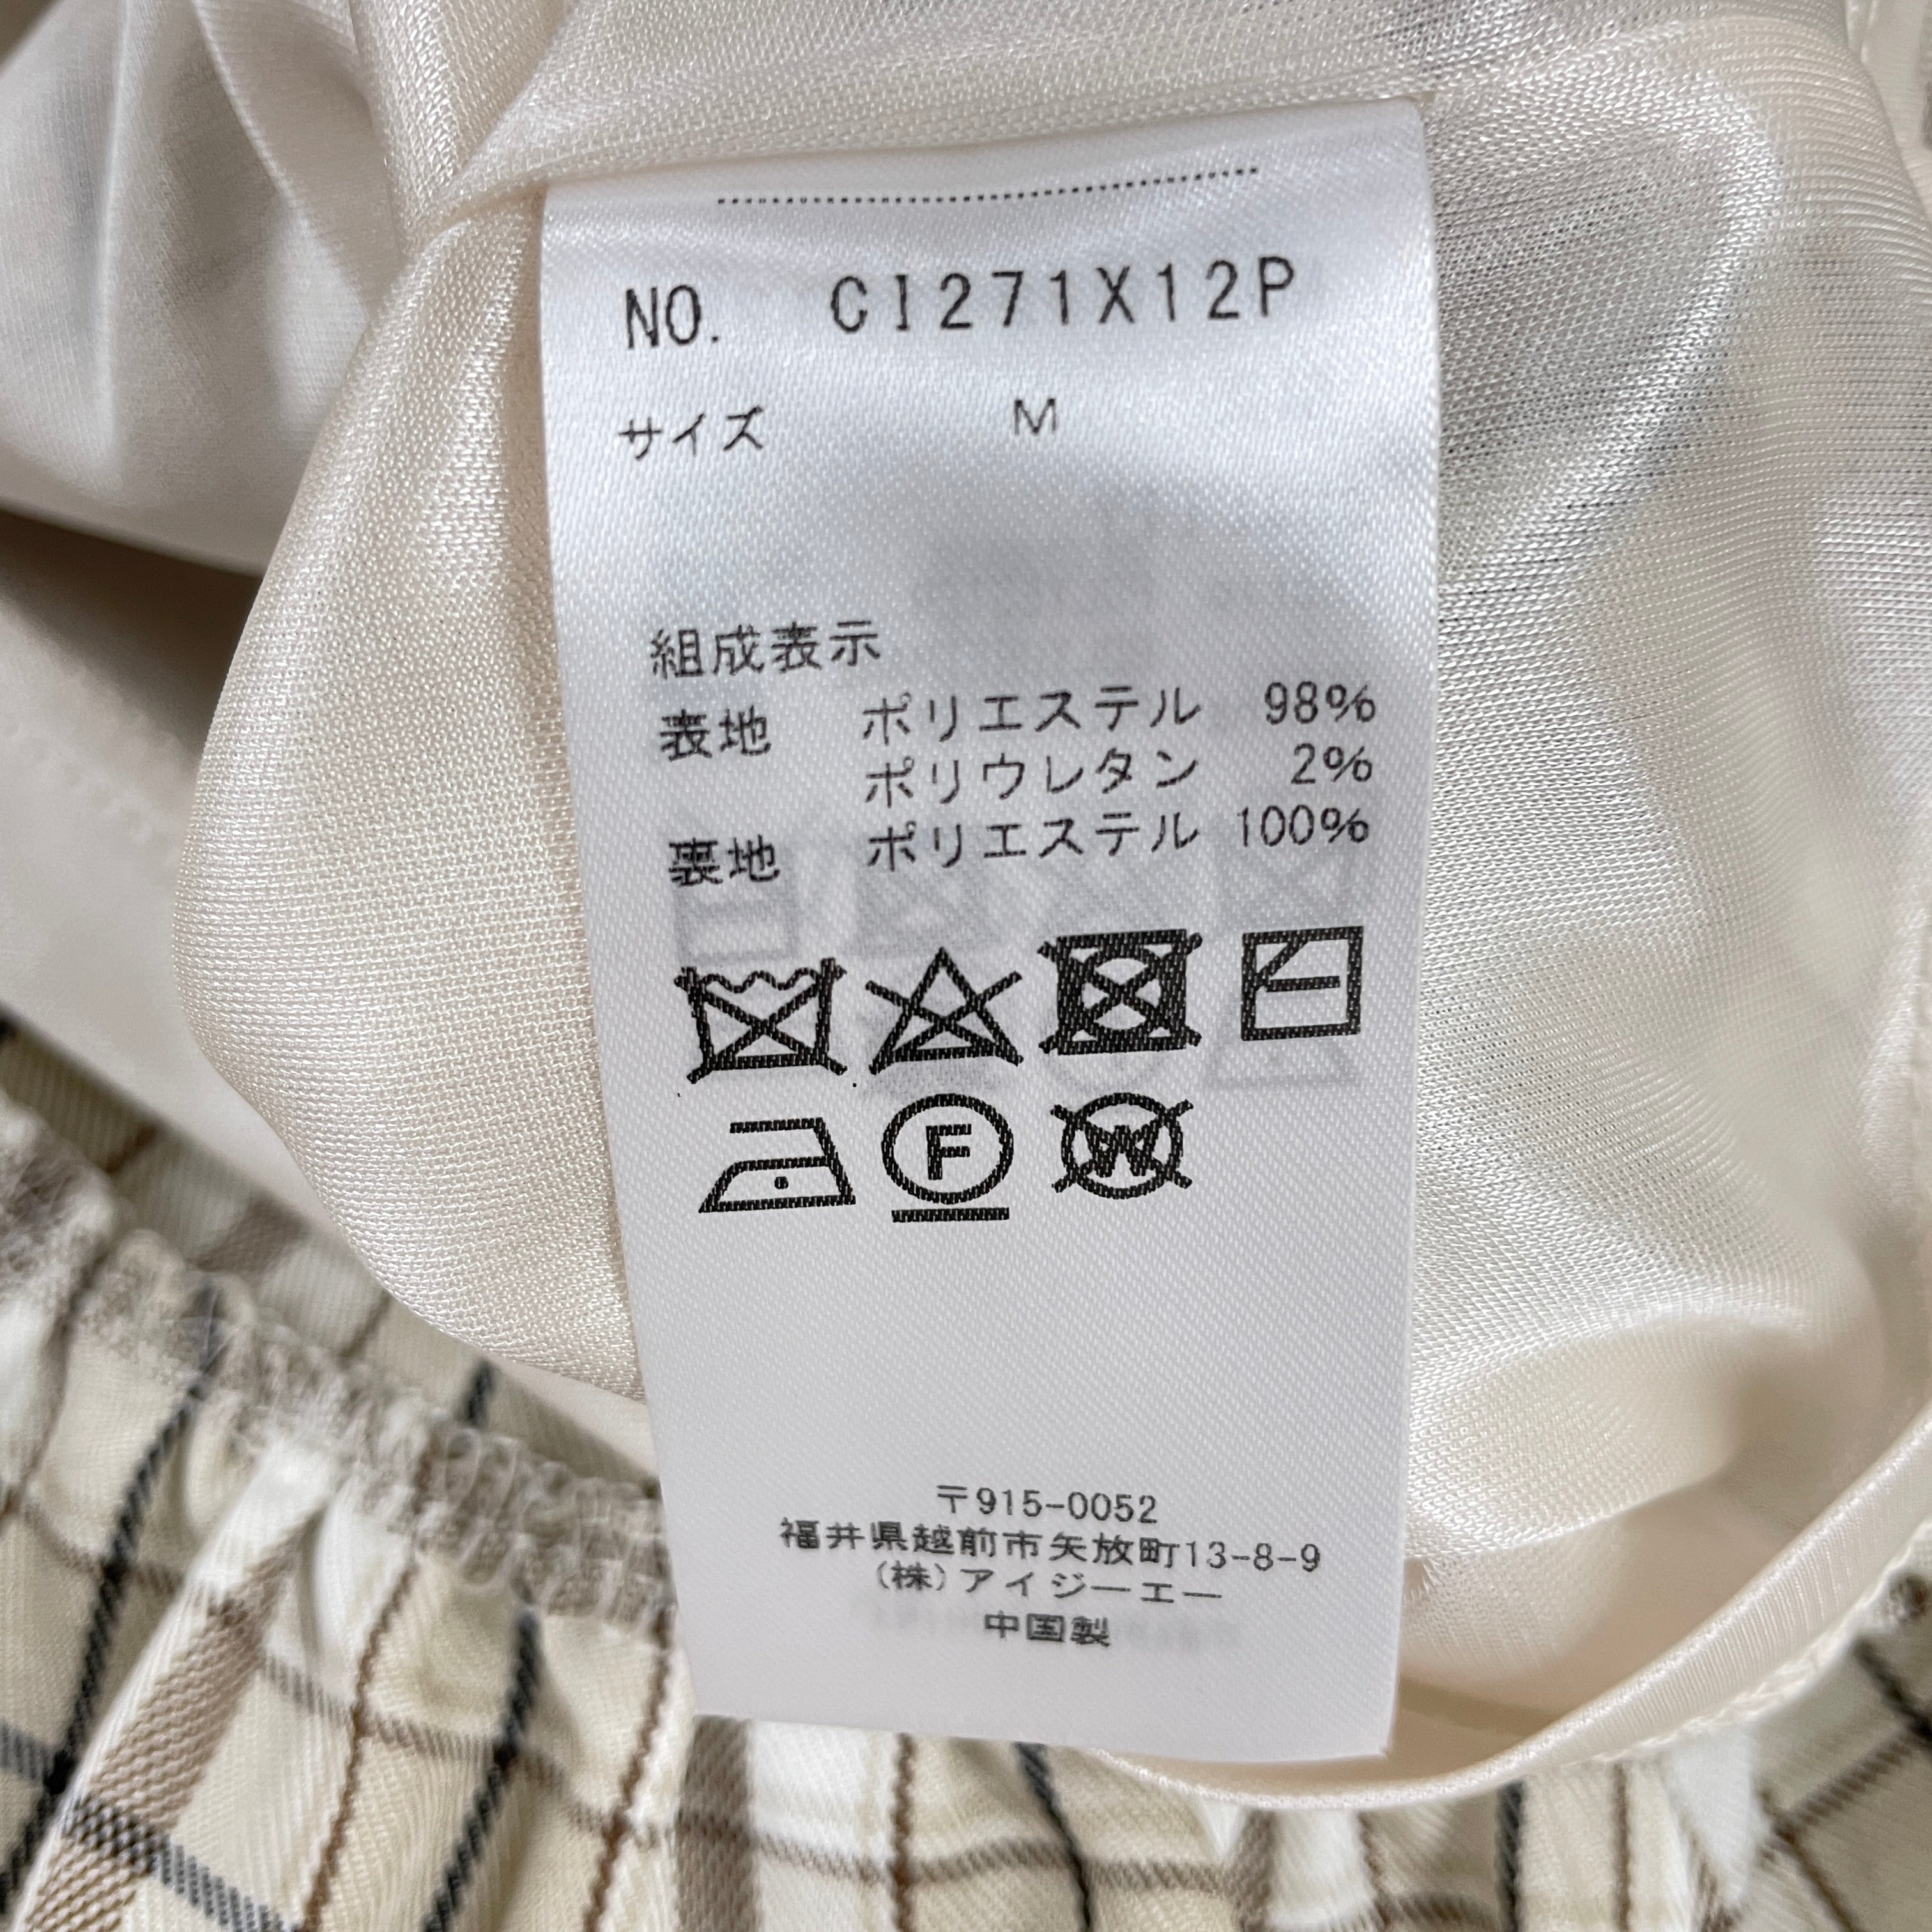 NO. CI271X12P
サイズ M
組成表示
表地 ポリエステル 98%
ポリウレタン 2%
裏地 ポリエステル 100%
F
W
〒915-0052
福井県越前市矢放町13-8-9
(株)アイジーエー
中国製